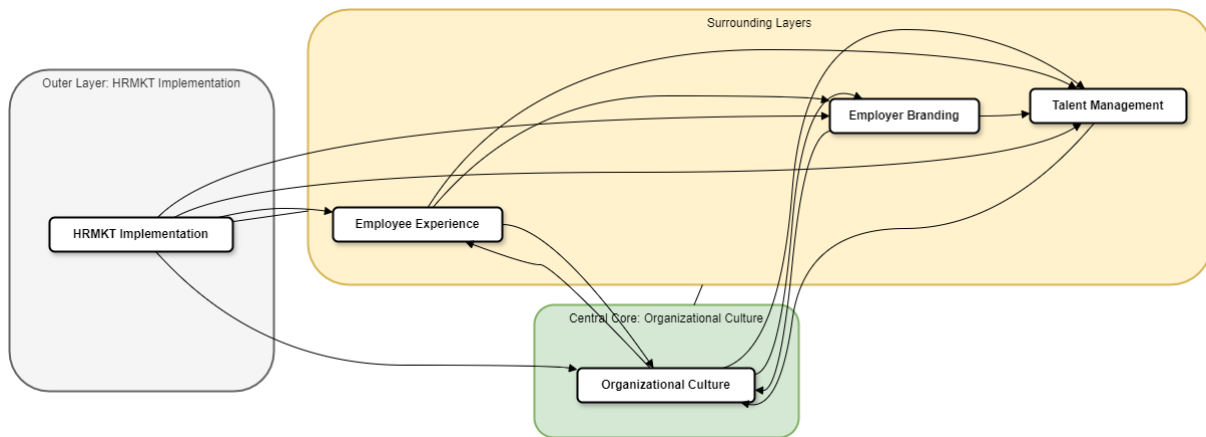 Surrounding Layers
Outer Layer: HRMKT Implementation
Talent Management
Employer Branding
Employee Experience
HRMKT Implementation
Central Core: Organizational Culture
Organizational Culture